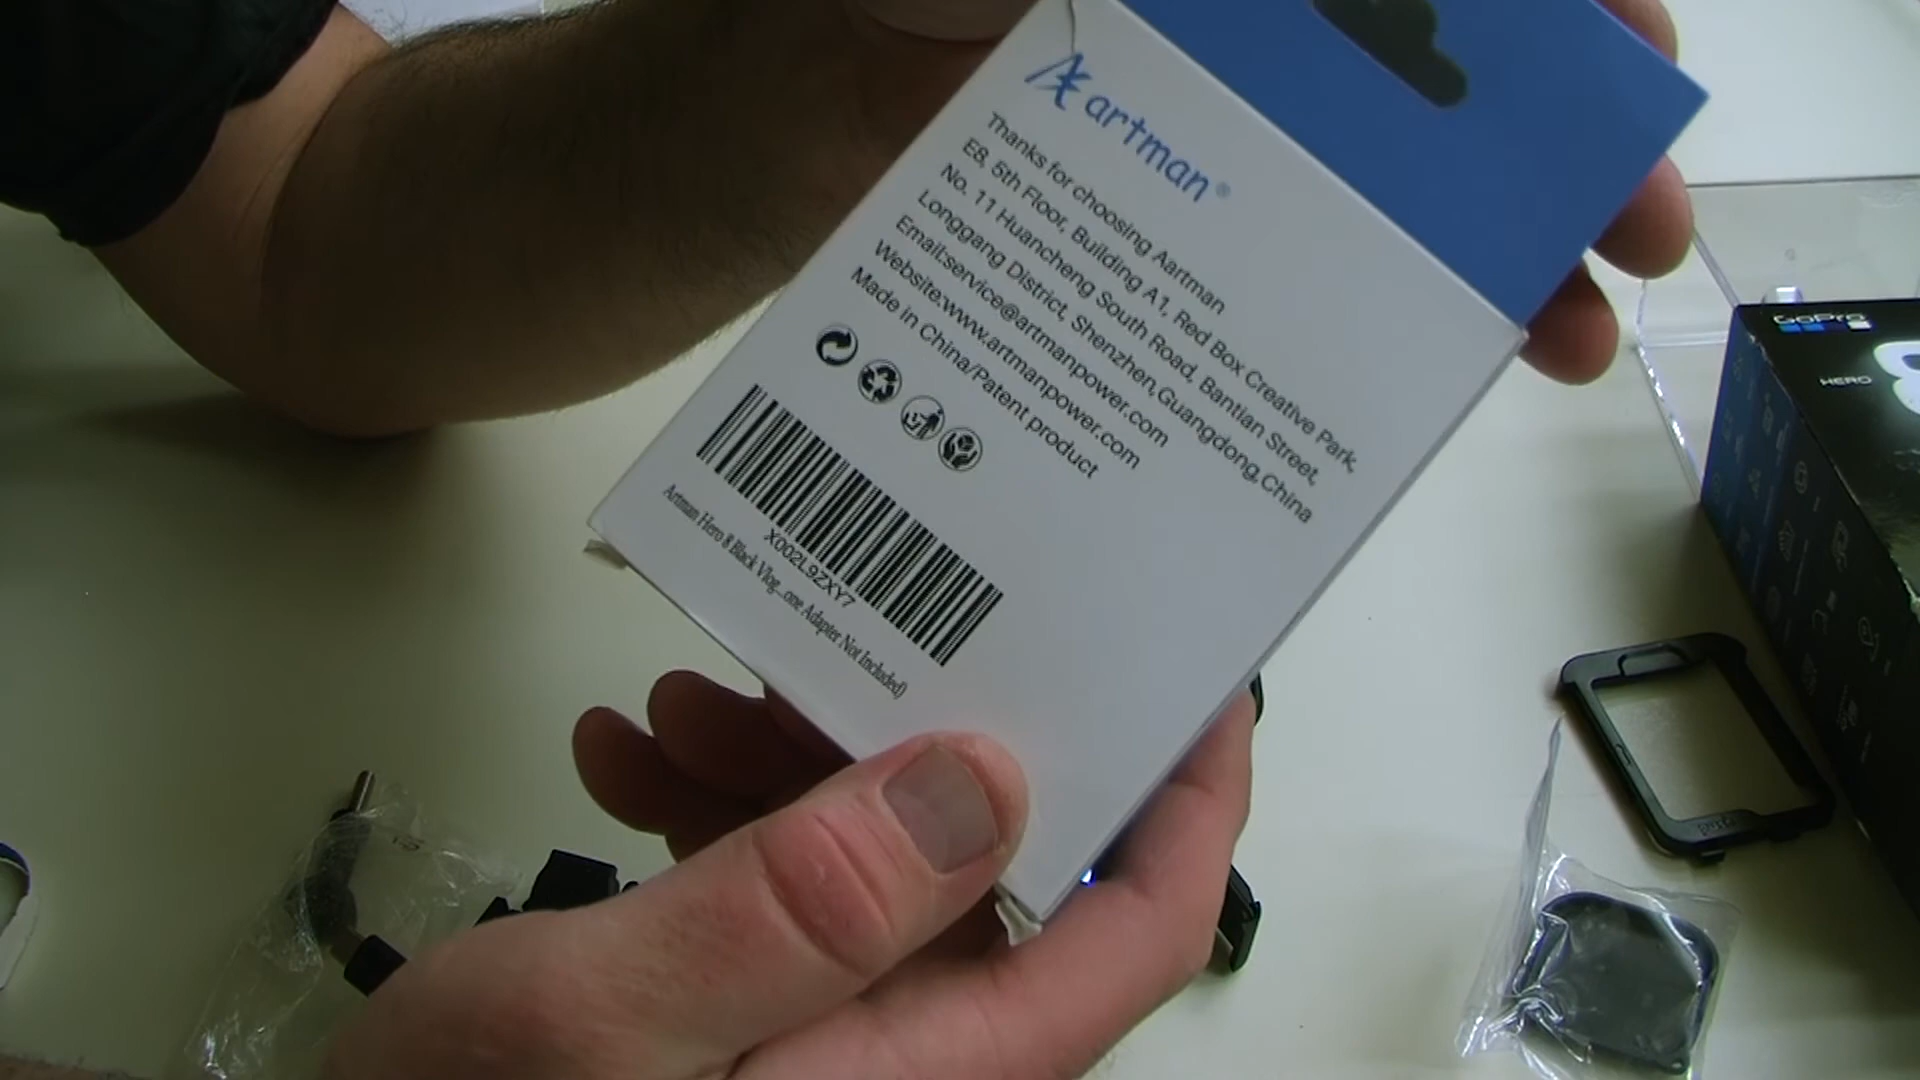 Aartman®
Thanks for choosing Aartman
E8, 5th Floor, Building A1, Red Box Creative Park,
No. 11 Huancheng South Road, Bantian Street,
Longgang District, Shenzhen,Guangdong,China
Email:service@artmanpower.com
Website:www.artmanpower.com
Made in China/Patent product
X002L9ZXY7
Artman Hero 8 Black Vlog_one Adapter Not Included)
GoPro
HERO
8